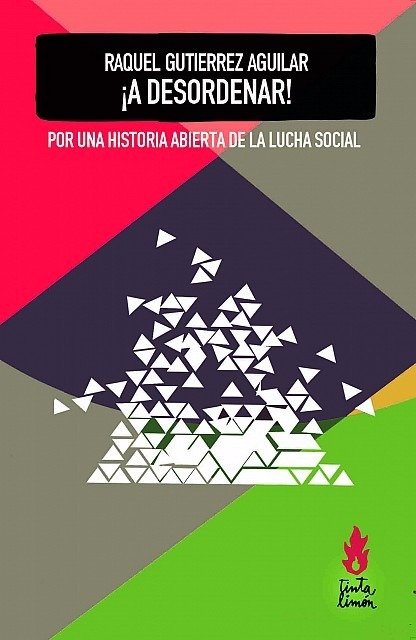 RAQUEL GUTIERREZ AGUILAR
¡A DESORDENAR!
POR UNA HISTORIA ABIERTA DE LA LUCHA SOCIAL
tinta
limón